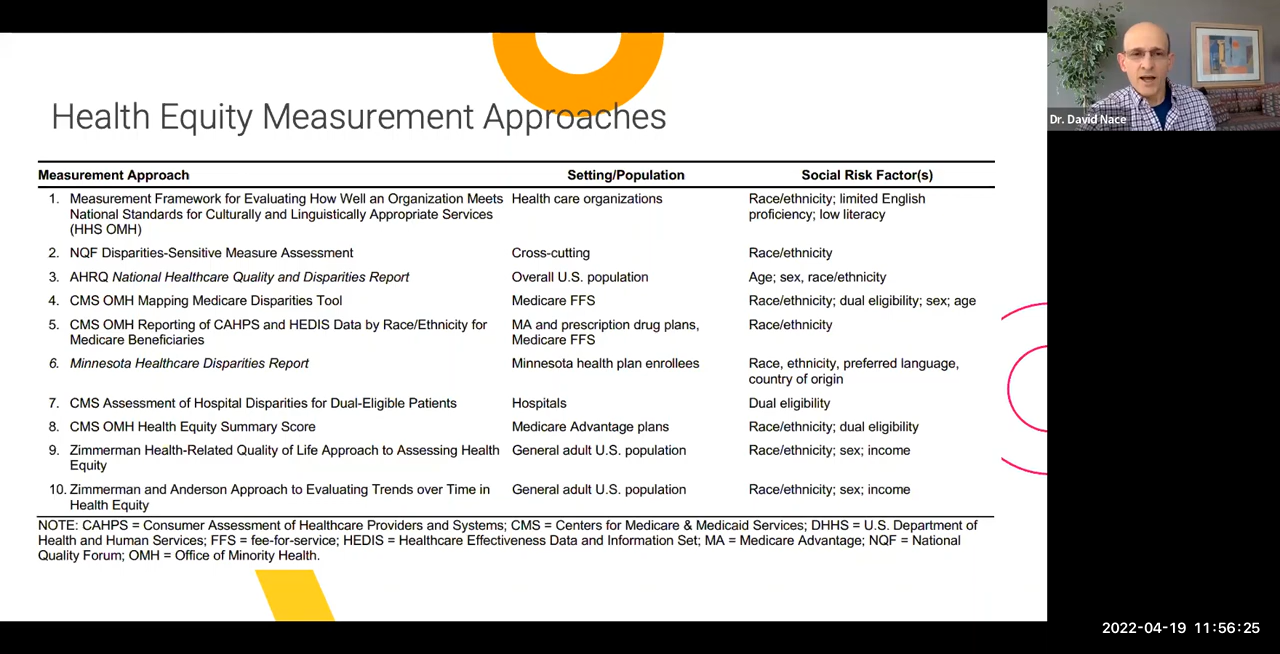 Health Equity Measurement Approaches
Measurement Approach Setting/Population Social Risk Factor(s)
1. Measurement Framework for Evaluating How Well an Organization Meets Health care organizations Race/ethnicity; limited English
National Standards for Culturally and Linguistically Appropriate Services proficiency; low literacy
(HHS OMH)
2. NQF Disparities-Sensitive Measure Assessment Cross-cutting Race/ethnicity
3. AHRQ National Healthcare Quality and Disparities Report Overall U.S. population Age; sex, race/ethnicity
4. CMS OMH Mapping Medicare Disparities Tool Medicare FFS Race/ethnicity; dual eligibility; sex; age
5. CMS OMH Reporting of CAHPS and HEDIS Data by Race/Ethnicity for MA and prescription drug plans, Race/ethnicity
Medicare Beneficiaries Medicare FFS
6. Minnesota Healthcare Disparities Report Minnesota health plan enrollees Race, ethnicity, preferred language,
country of origin
7. CMS Assessment of Hospital Disparities for Dual-Eligible Patients Hospitals Dual eligibility
8. CMS OMH Health Equity Summary Score Medicare Advantage plans Race/ethnicity; dual eligibility
9. Zimmerman Health-Related Quality of Life Approach to Assessing Health General adult U.S. population Race/ethnicity; sex; income
Equity
10. Zimmerman and Anderson Approach to Evaluating Trends over Time in General adult U.S. population Race/ethnicity; sex; income
Health Equity
NOTE: CAHPS = Consumer Assessment of Healthcare Providers and Systems; CMS = Centers for Medicare & Medicaid Services; DHHS = U.S. Department of
Health and Human Services; FFS = fee-for-service; HEDIS = Healthcare Effectiveness Data and Information Set; MA = Medicare Advantage; NQF = National
Quality Forum; OMH = Office of Minority Health.
Dr. David Nace
2022-04-19 11:56:25